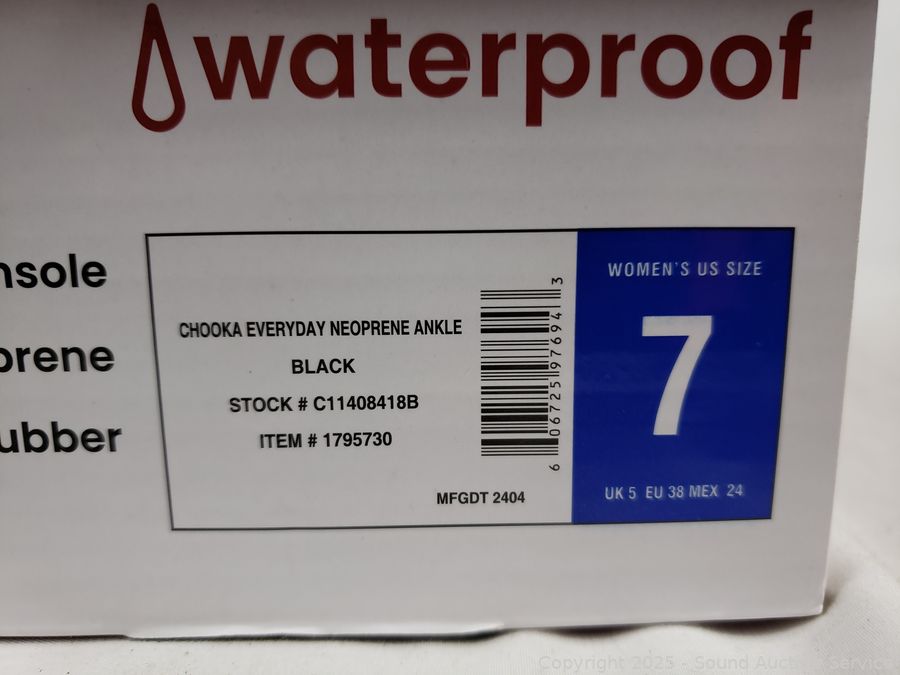 waterproof
nsole
prene
ubber
CHOOKA EVERYDAY NEOPRENE ANKLE
BLACK
STOCK # C11408418B
ITEM # 1795730
MFGDT 2404
6 06725 97694 3
WOMEN'S US SIZE
7
UK 5 EU 38 MEX 24
Copyright 2025 - Sound Auction Service